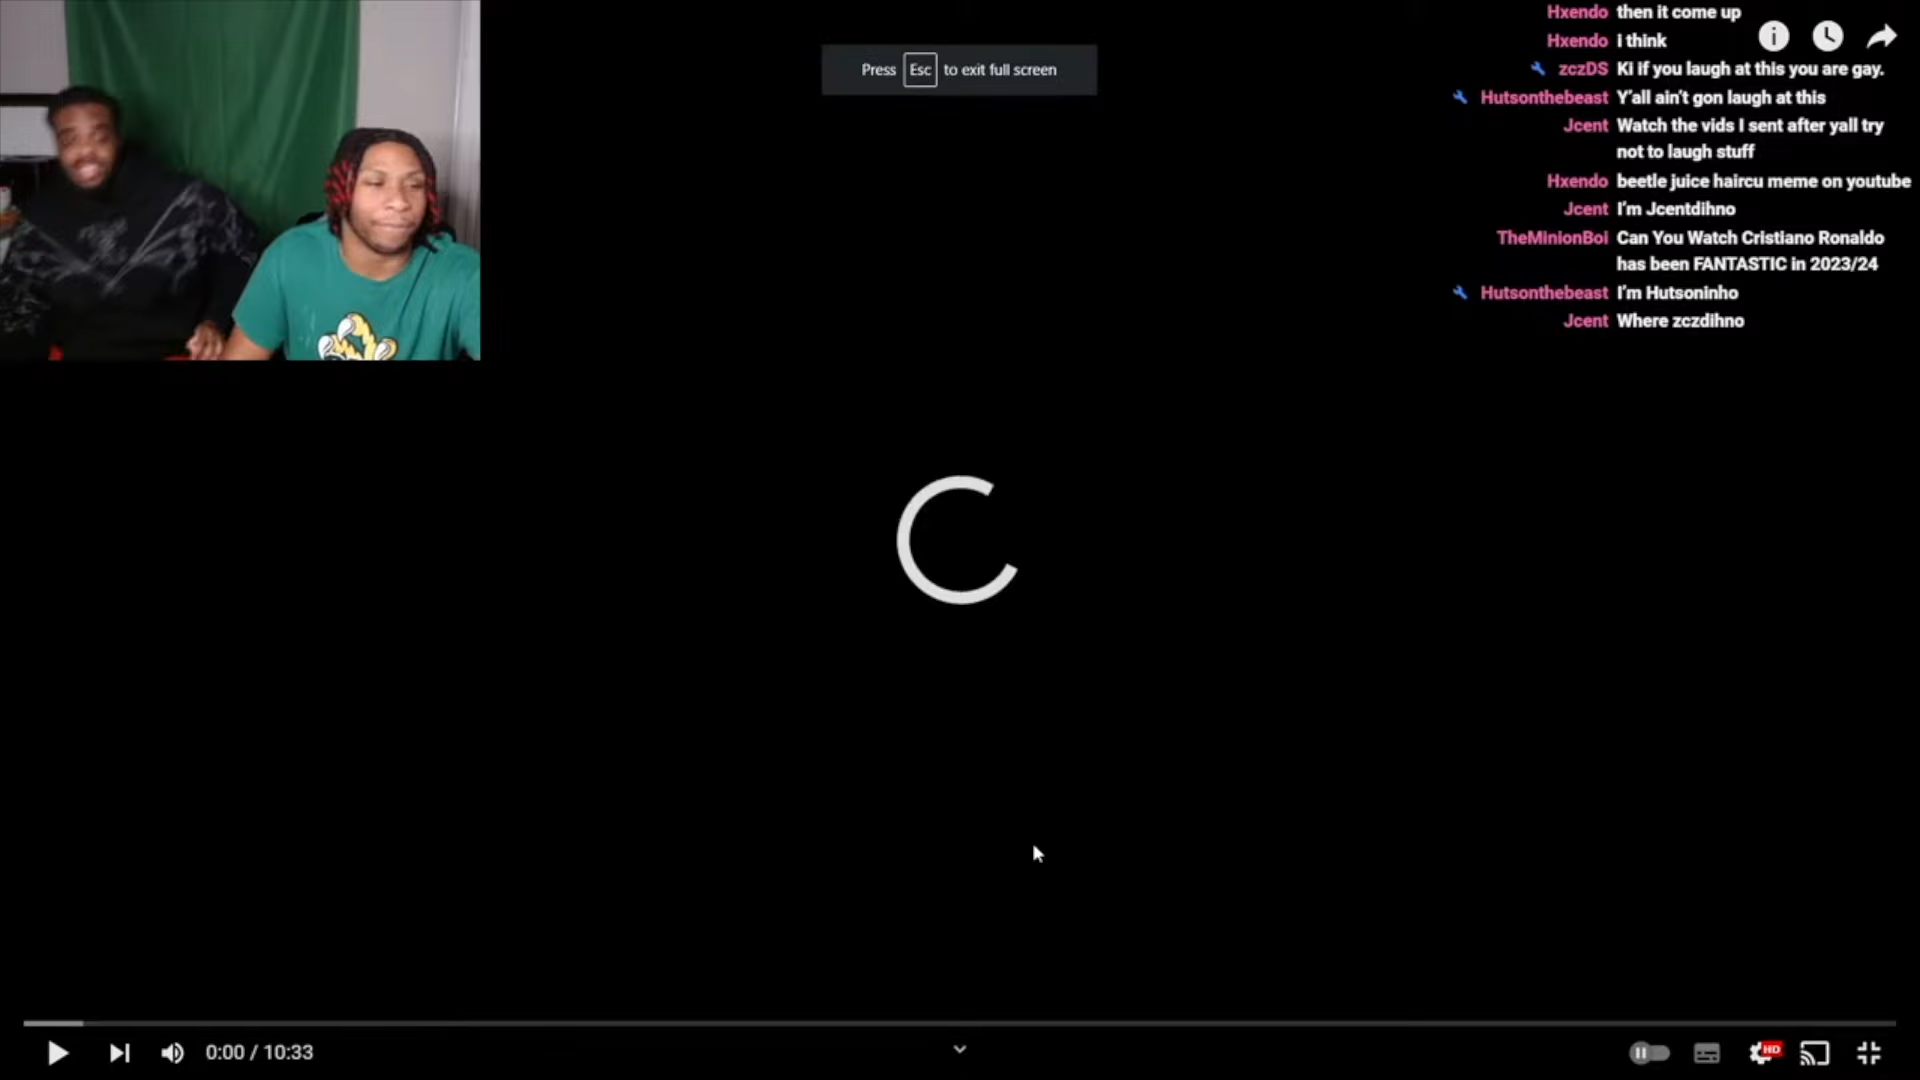 Press Esc to exit full screen
Hxendo then it come up
Hxendo i think
zczDS Ki if you laugh at this you are gay.
Hutsonthebeast Y'all ain't gon laugh at this
Jcent Watch the vids I sent after yall try
not to laugh stuff
Hxendo beetle juice haircu meme on youtube
Jcent I'm Jcentdihno
TheMinionBoi Can You Watch Cristiano Ronaldo
has been FANTASTIC in 2023/24
Hutsonthebeast I'm Hutsoninho
Jcent Where zczdihno
0:00 / 10:33
HD